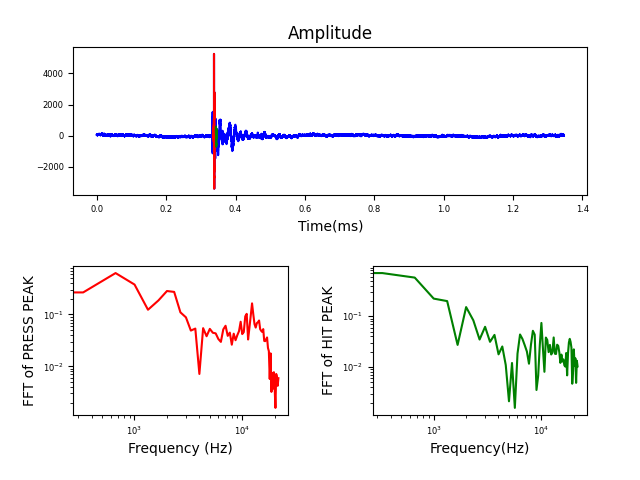 Amplitude
4000
2000
0
−2000
0.0 0.2 0.4 0.6 0.8 1.0 1.2 1.4
Time(ms)
FFT of PRESS PEAK
10⁻¹
10⁻²
10³ 10⁴
Frequency (Hz)
FFT of HIT PEAK
10⁻¹
10⁻²
10³ 10⁴
Frequency(Hz)